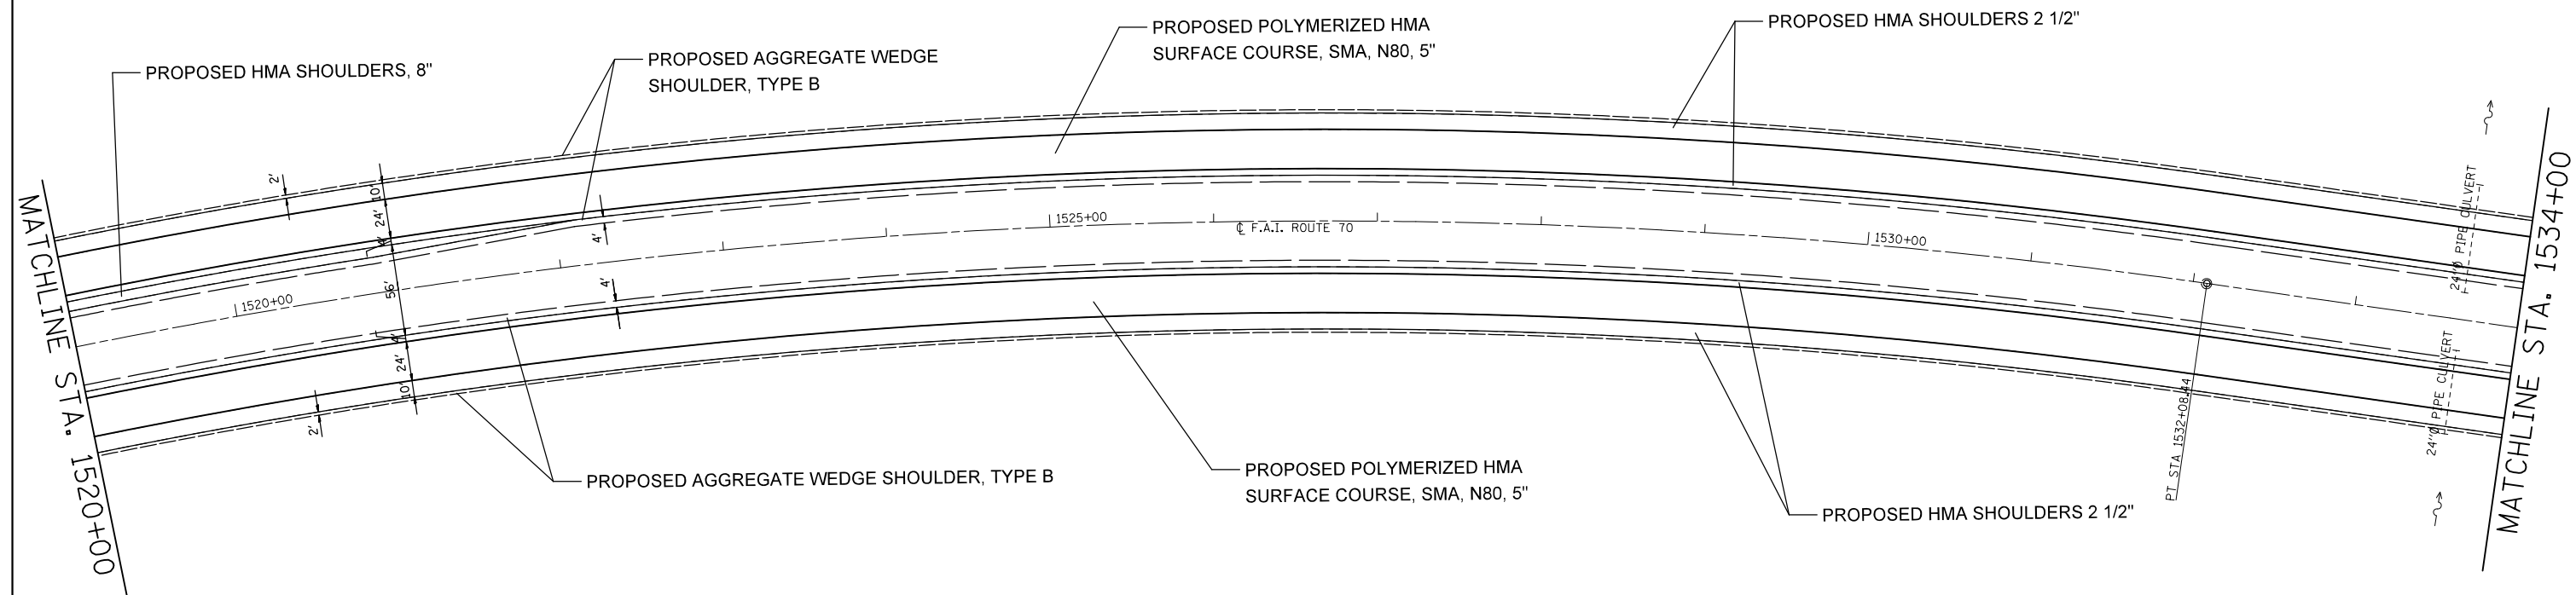 PROPOSED HMA SHOULDERS, 8"
PROPOSED AGGREGATE WEDGE
SHOULDER, TYPE B
PROPOSED POLYMERIZED HMA
SURFACE COURSE, SMA, N80, 5"
PROPOSED HMA SHOULDERS 2 1/2"
MATCHLINE STA. 1520+00
2'
10'
24'
4'
56'
4'
24'
10'
2'
4'
4'
1520+00
1525+00
℄ F.A.I. ROUTE 70
1530+00
PT STA 1532+08.44
24"Ø PIPE CULVERT
24"Ø PIPE CULVERT
MATCHLINE STA. 1534+00
PROPOSED AGGREGATE WEDGE SHOULDER, TYPE B
PROPOSED POLYMERIZED HMA
SURFACE COURSE, SMA, N80, 5"
PROPOSED HMA SHOULDERS 2 1/2"